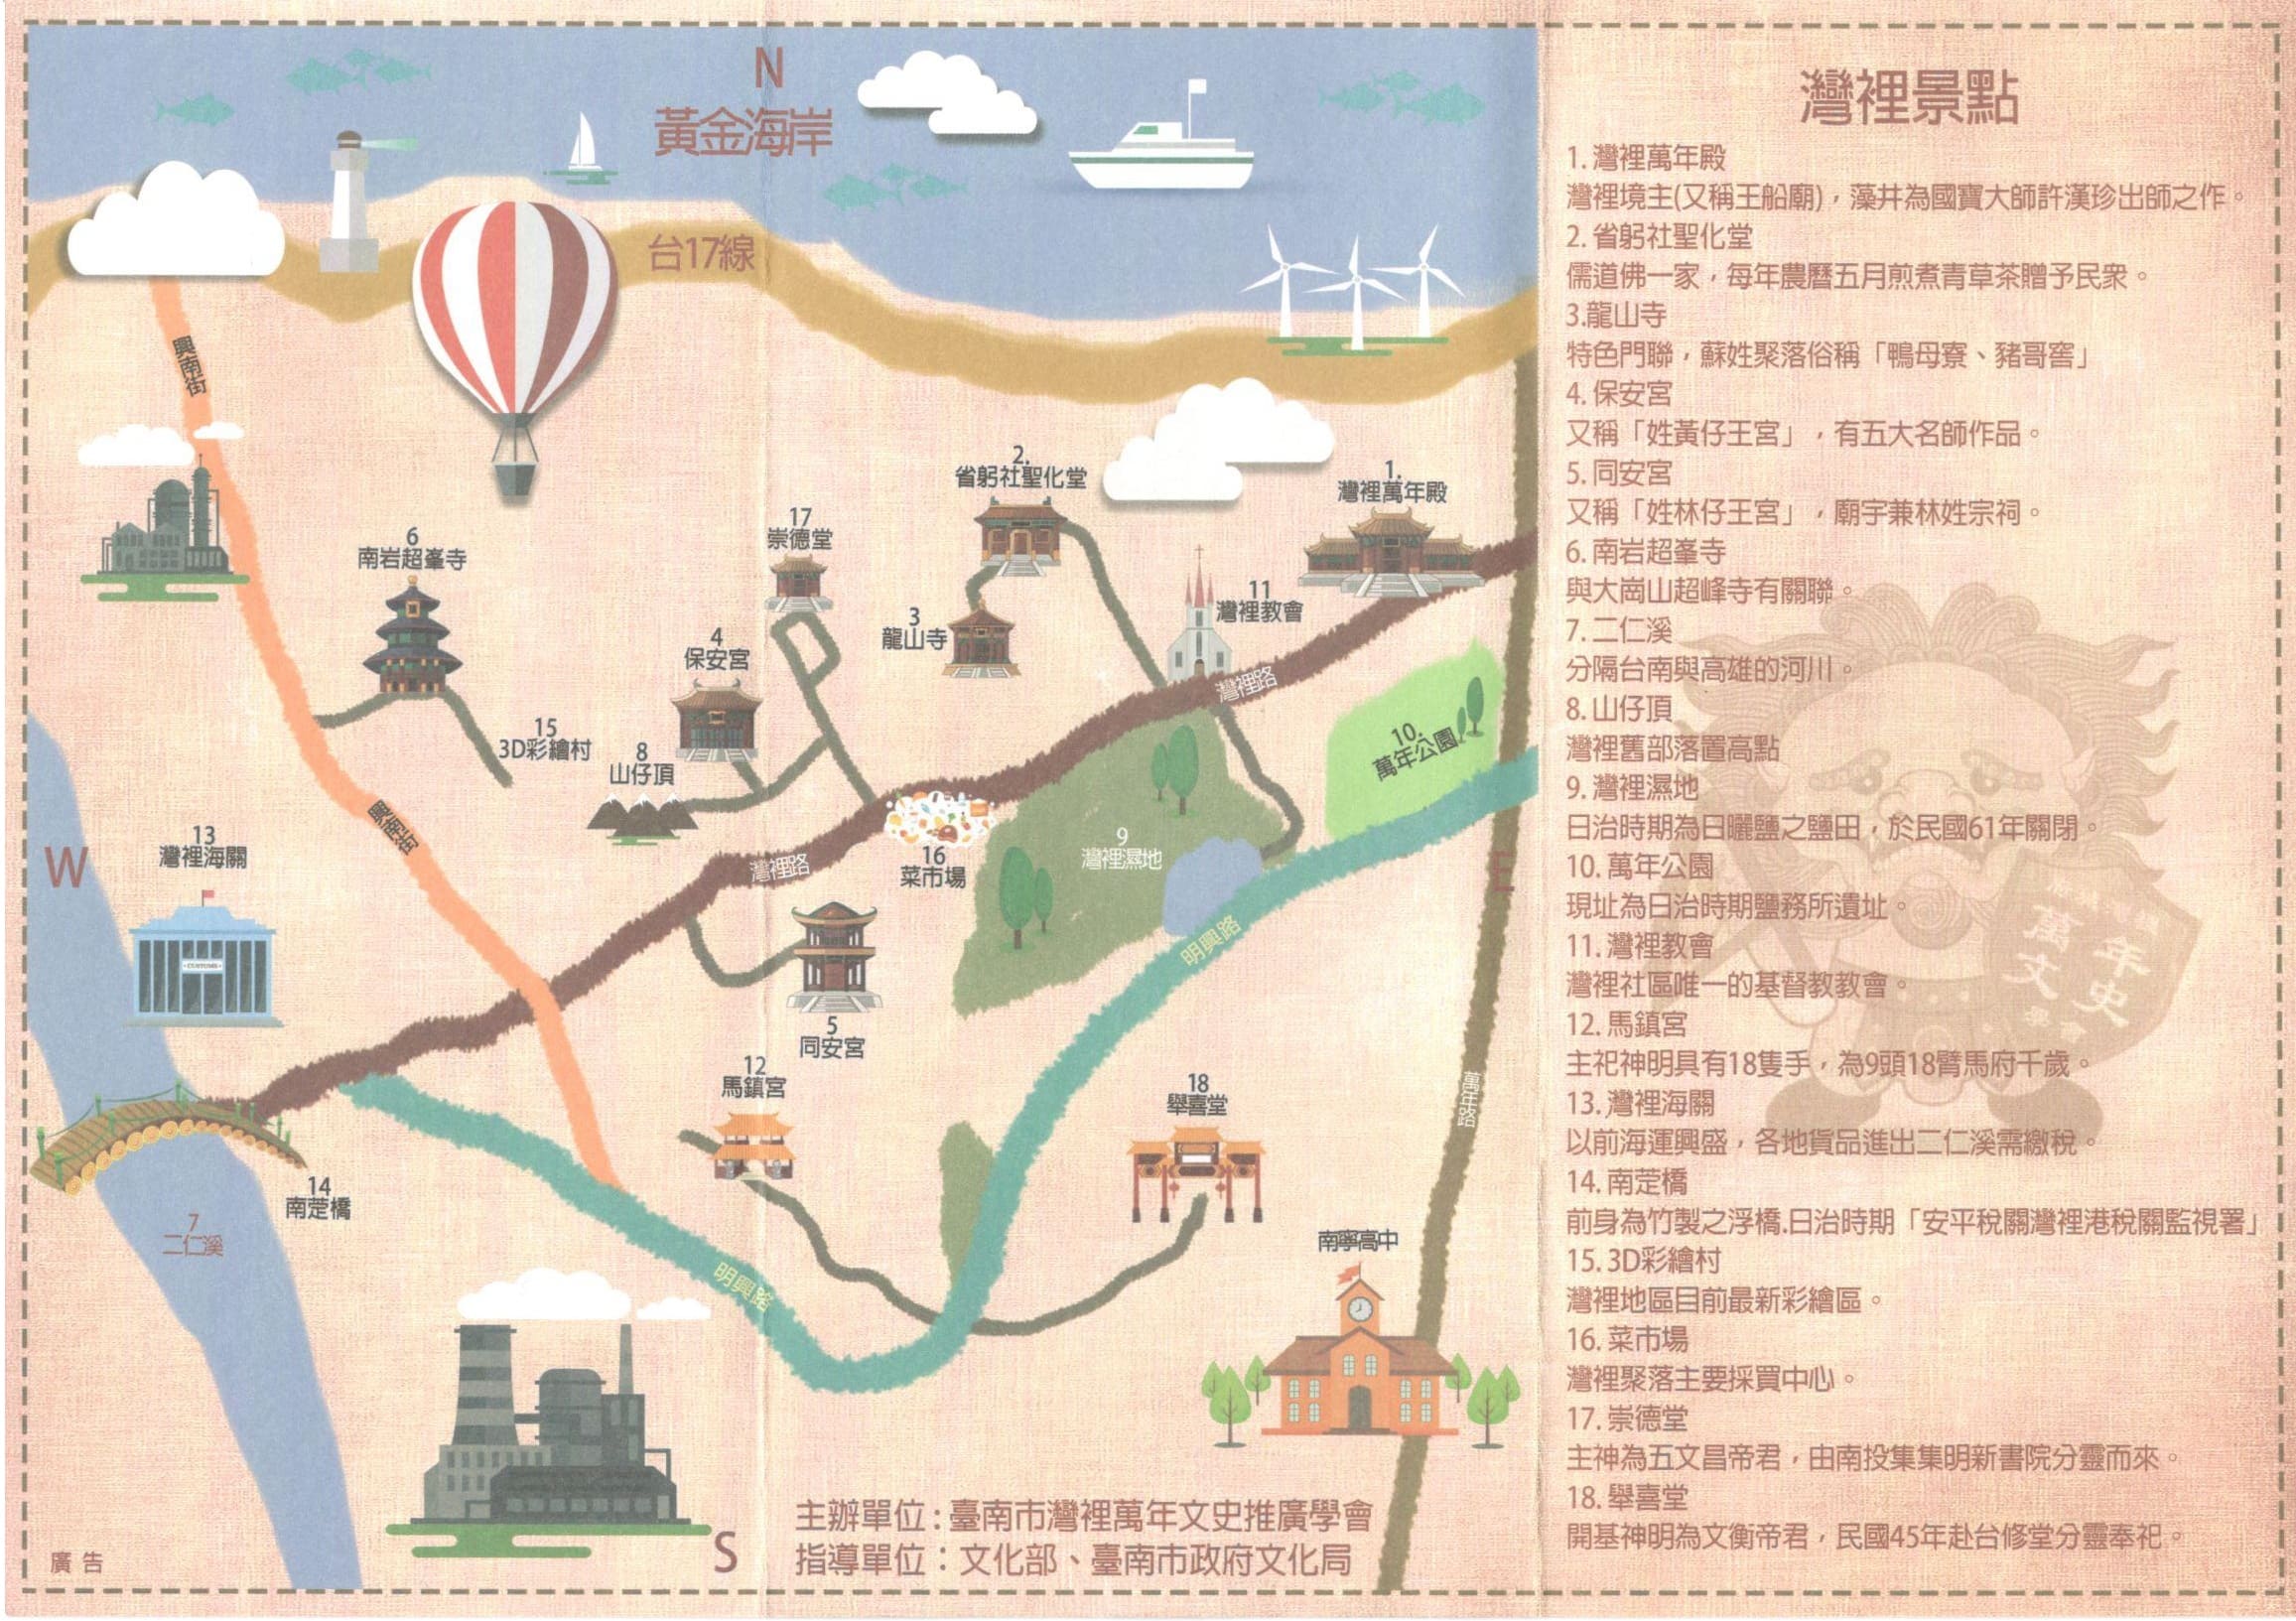 N
黃金海岸
台17線
興南街
2.
省躬社聖化堂
1.
灣裡萬年殿
17
崇德堂
6
南岩超峯寺
11
灣裡教會
3
龍山寺
4
保安宮
灣裡路
15
3D彩繪村
8
山仔頂
10.
萬年公園
興南街
13
灣裡海關
W
CUSTOMS
灣裡路
16
菜市場
9
灣裡濕地
E
明興路
5
同安宮
12
馬鎮宮
18
舉喜堂
萬年路
14
南萣橋
7
二仁溪
明興路
南寧高中
S
主辦單位:臺南市灣裡萬年文史推廣學會
指導單位:文化部、臺南市政府文化局
廣告
灣裡景點
1. 灣裡萬年殿
灣裡境主(又稱王船廟)，藻井為國寶大師許漢珍出師之作。
2. 省躬社聖化堂
儒道佛一家，每年農曆五月煎煮青草茶贈予民衆。
3.龍山寺
特色門聯，蘇姓聚落俗稱「鴨母寮、豬哥窖」
4. 保安宮
又稱「姓黃仔王宮」，有五大名師作品。
5. 同安宮
又稱「姓林仔王宮」，廟宇兼林姓宗祠。
6. 南岩超峯寺
與大崗山超峰寺有關聯。
7. 二仁溪
分隔台南與高雄的河川。
8. 山仔頂
灣裡舊部落置高點
9. 灣裡濕地
日治時期為日曬鹽之鹽田，於民國61年關閉。
10. 萬年公園
現址為日治時期鹽務所遺址。
11. 灣裡教會
灣裡社區唯一的基督教教會。
12. 馬鎮宮
主祀神明具有18隻手，為9頭18臂馬府千歲。
13. 灣裡海關
以前海運興盛，各地貨品進出二仁溪需繳稅。
14. 南萣橋
前身為竹製之浮橋.日治時期「安平稅關灣裡港稅關監視署」
15. 3D彩繪村
灣裡地區目前最新彩繪區。
16. 菜市場
灣裡聚落主要採買中心。
17. 崇德堂
主神為五文昌帝君，由南投集集明新書院分靈而來。
18. 舉喜堂
開基神明為文衡帝君，民國45年赴台修堂分靈奉祀。
萬年
文史